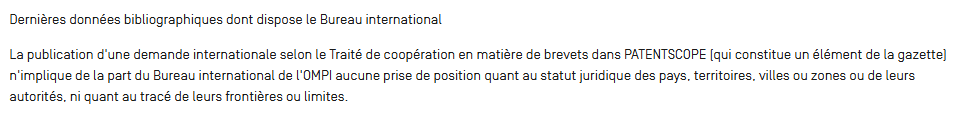 Dernières données bibliographiques dont dispose le Bureau international
La publication d'une demande internationale selon le Traité de coopération en matière de brevets dans PATENTSCOPE (qui constitue un élément de la gazette)
n'implique de la part du Bureau international de l'OMPI aucune prise de position quant au statut juridique des pays, territoires, villes ou zones ou de leurs
autorités, ni quant au tracé de leurs frontières ou limites.